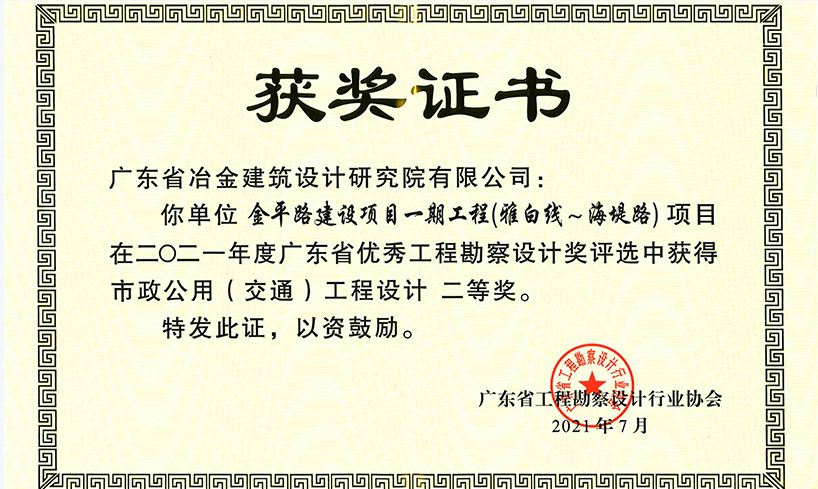 获奖证书
广东省冶金建筑设计研究院有限公司：
你单位 金平路建设项目一期工程(雅白线～海堤路) 项目
在二〇二一年度广东省优秀工程勘察设计奖评选中获得
市政公用（交通）工程设计 二等奖。
特发此证，以资鼓励。
广东省工程勘察设计行业协会
广东省工程勘察设计行业协会
2021年7月